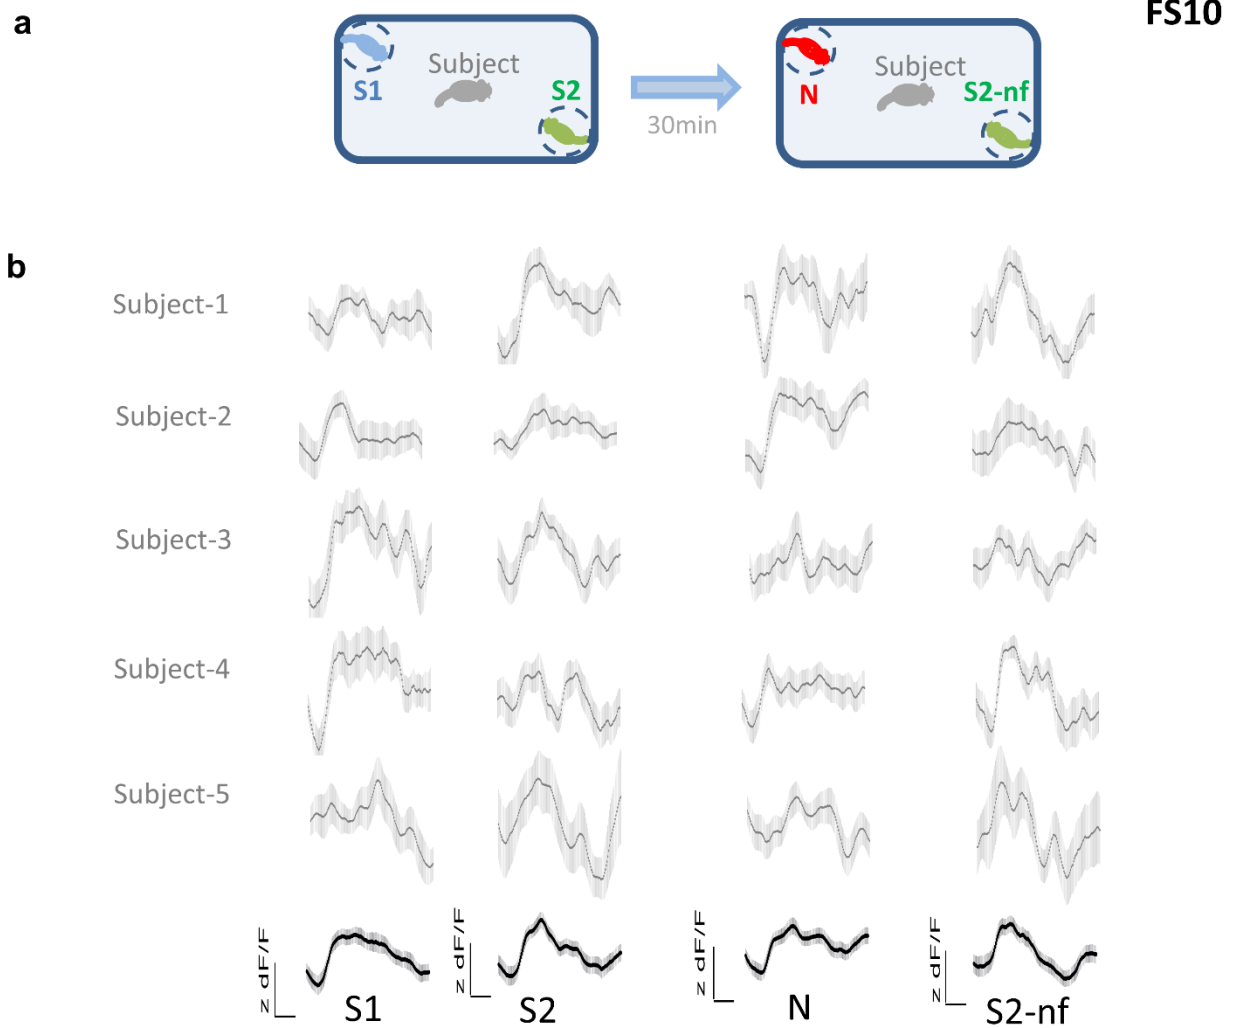 a
FS10
Subject
S1
S2
30min
Subject
N
S2-nf
b
Subject-1
Subject-2
Subject-3
Subject-4
Subject-5
z dF/F
z dF/F
z dF/F
z dF/F
S1
S2
N
S2-nf